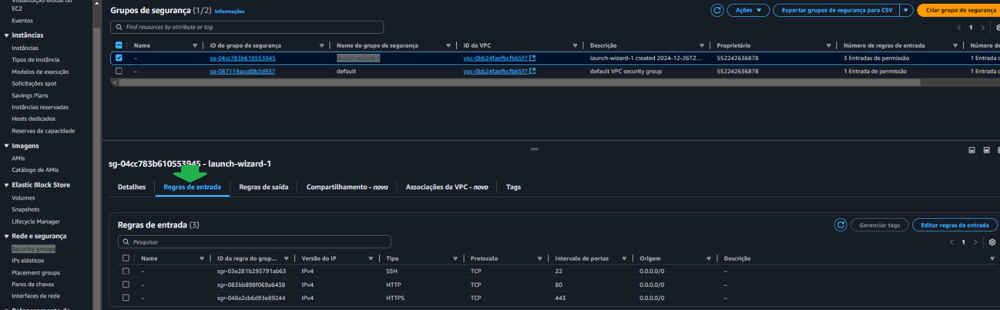 Visualização Global do
EC2
Eventos
Instâncias
Instâncias
Tipos de instância
Modelos de execução
Solicitações spot
Savings Plans
Instâncias reservadas
Hosts dedicados
Reservas de capacidade
Imagens
AMIs
Catálogo de AMIs
Elastic Block Store
Volumes
Snapshots
Lifecycle Manager
Rede e segurança
Security groups
IPs elásticos
Placement groups
Pares de chaves
Interfaces de rede
Balanceamento de
Grupos de segurança (1/2) Informações
Ações
Exportar grupos de segurança para CSV
Criar grupo de segurança
Find resources by attribute or tag
1
Name ID do grupo de segurança Nome do grupo de segurança ID da VPC Descrição Proprietário Número de regras de entrada Número de
– sg-04cc783b610553945 launch-wizard-1 vpc-0bb24faefbcfb65f7 launch-wizard-1 created 2024-12-26T2... 552242636878 3 Entradas de permissão 1 Entrada
– sg-087119accd0b3d937 default vpc-0bb24faefbcfb65f7 default VPC security group 552242636878 1 Entrada de permissão 1 Entrada
sg-04cc783b610553945 - launch-wizard-1
Detalhes Regras de entrada Regras de saída Compartilhamento - novo Associações da VPC - novo Tags
Regras de entrada (3)
Gerenciar tags
Editar regras de entrada
Pesquisar
1
Name ID da regra do grup... Versão do IP Tipo Protocolo Intervalo de portas Origem Descrição
– sgr-03e281b293791ab63 IPv4 SSH TCP 22 0.0.0.0/0 –
– sgr-083bb898f069a6438 IPv4 HTTP TCP 80 0.0.0.0/0 –
– sgr-048e2cb6d93e89244 IPv4 HTTPS TCP 443 0.0.0.0/0 –